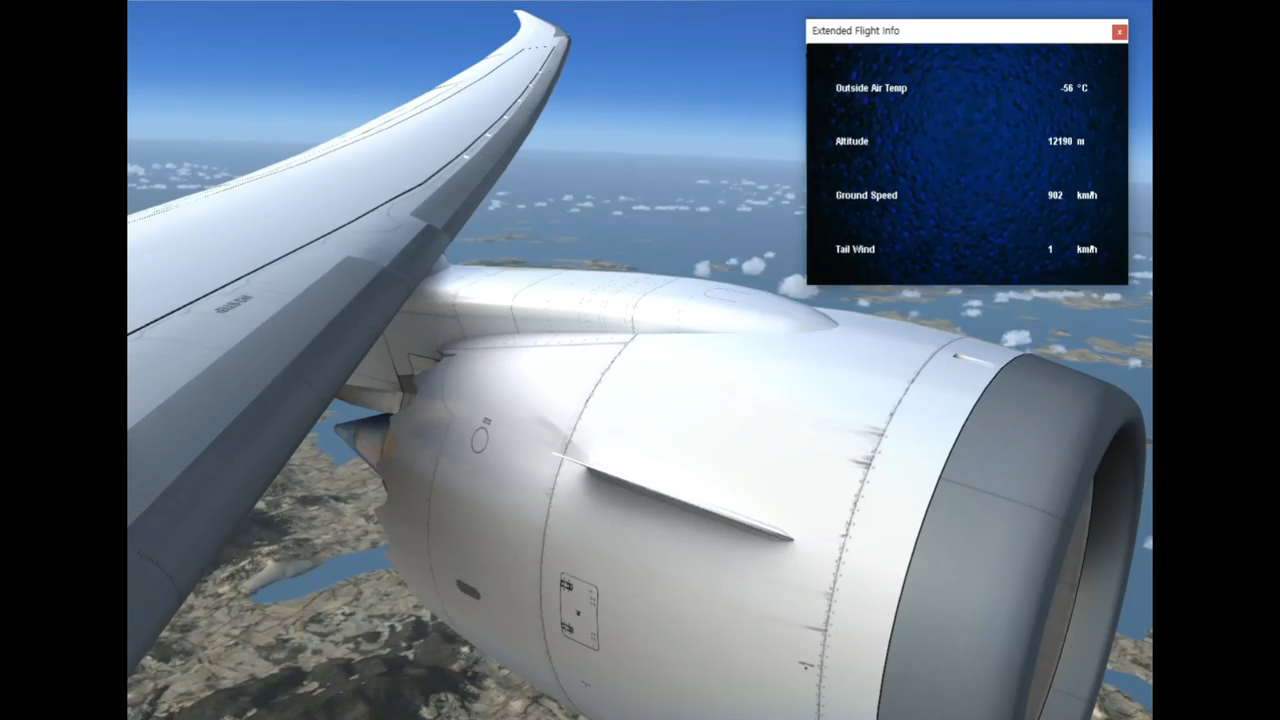 Extended Flight Info
x
Outside Air Temp -56 °C
Altitude 12190 m
Ground Speed 902 km/h
Tail Wind 1 km/h